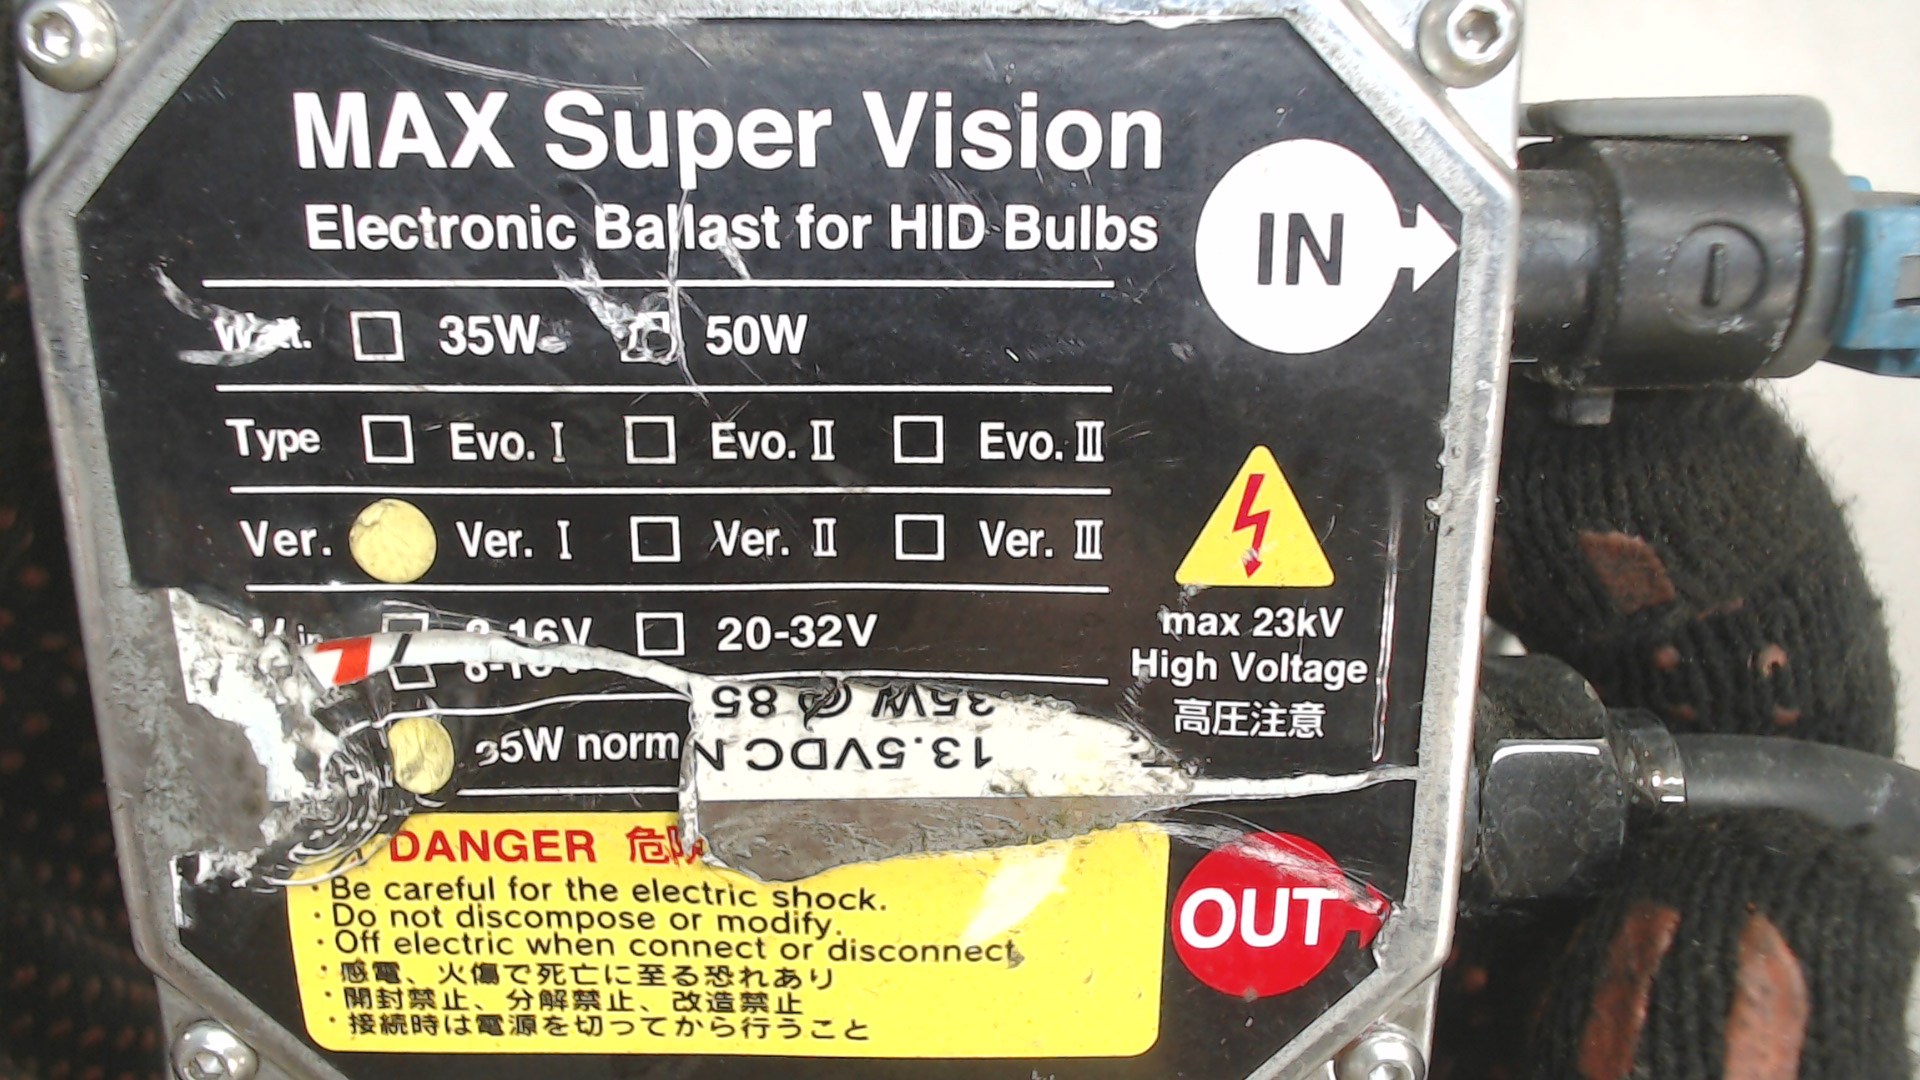 MAX Super Vision
Electronic Ballast for HID Bulbs
IN
Watt. 35W 50W
Type Evo. Ⅰ Evo. Ⅱ Evo. Ⅲ
Ver. Ver. Ⅰ Ver. Ⅱ Ver. Ⅲ
20-32V
max 23kV
High Voltage
高圧注意
35W @ 85
35W norm
13.5VDC
DANGER 危険
・Be careful for the electric shock.
・Do not discompose or modify.
・Off electric when connect or disconnect
・感電、火傷で死亡に至る恐れあり
・開封禁止、分解禁止、改造禁止
・接続時は電源を切ってから行うこと
OUT